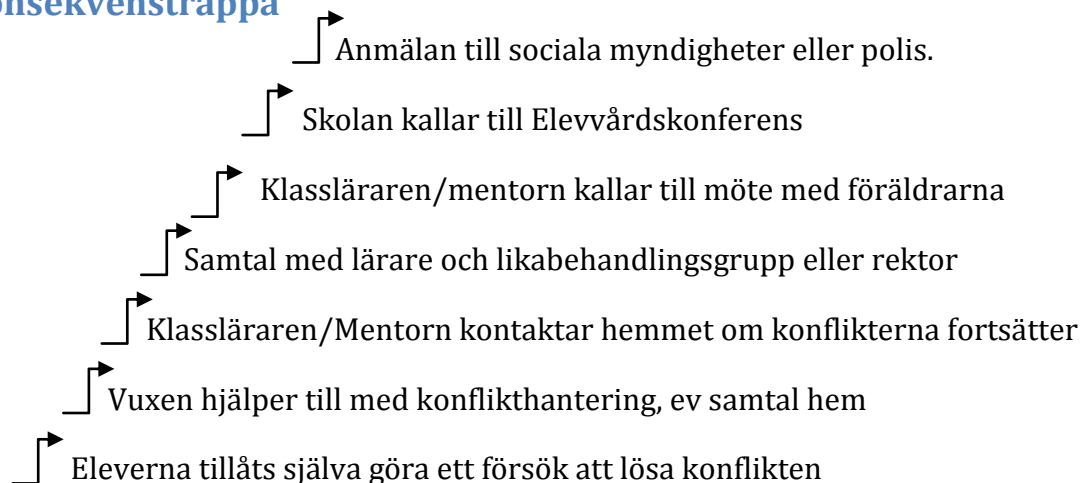 onsekvenstrappa
Anmälan till sociala myndigheter eller polis.
Skolan kallar till Elevvårdskonferens
Klassläraren/mentorn kallar till möte med föräldrarna
Samtal med lärare och likabehandlingsgrupp eller rektor
Klassläraren/Mentorn kontaktar hemmet om konflikterna fortsätter
Vuxen hjälper till med konflikthantering, ev samtal hem
Eleverna tillåts själva göra ett försök att lösa konflikten